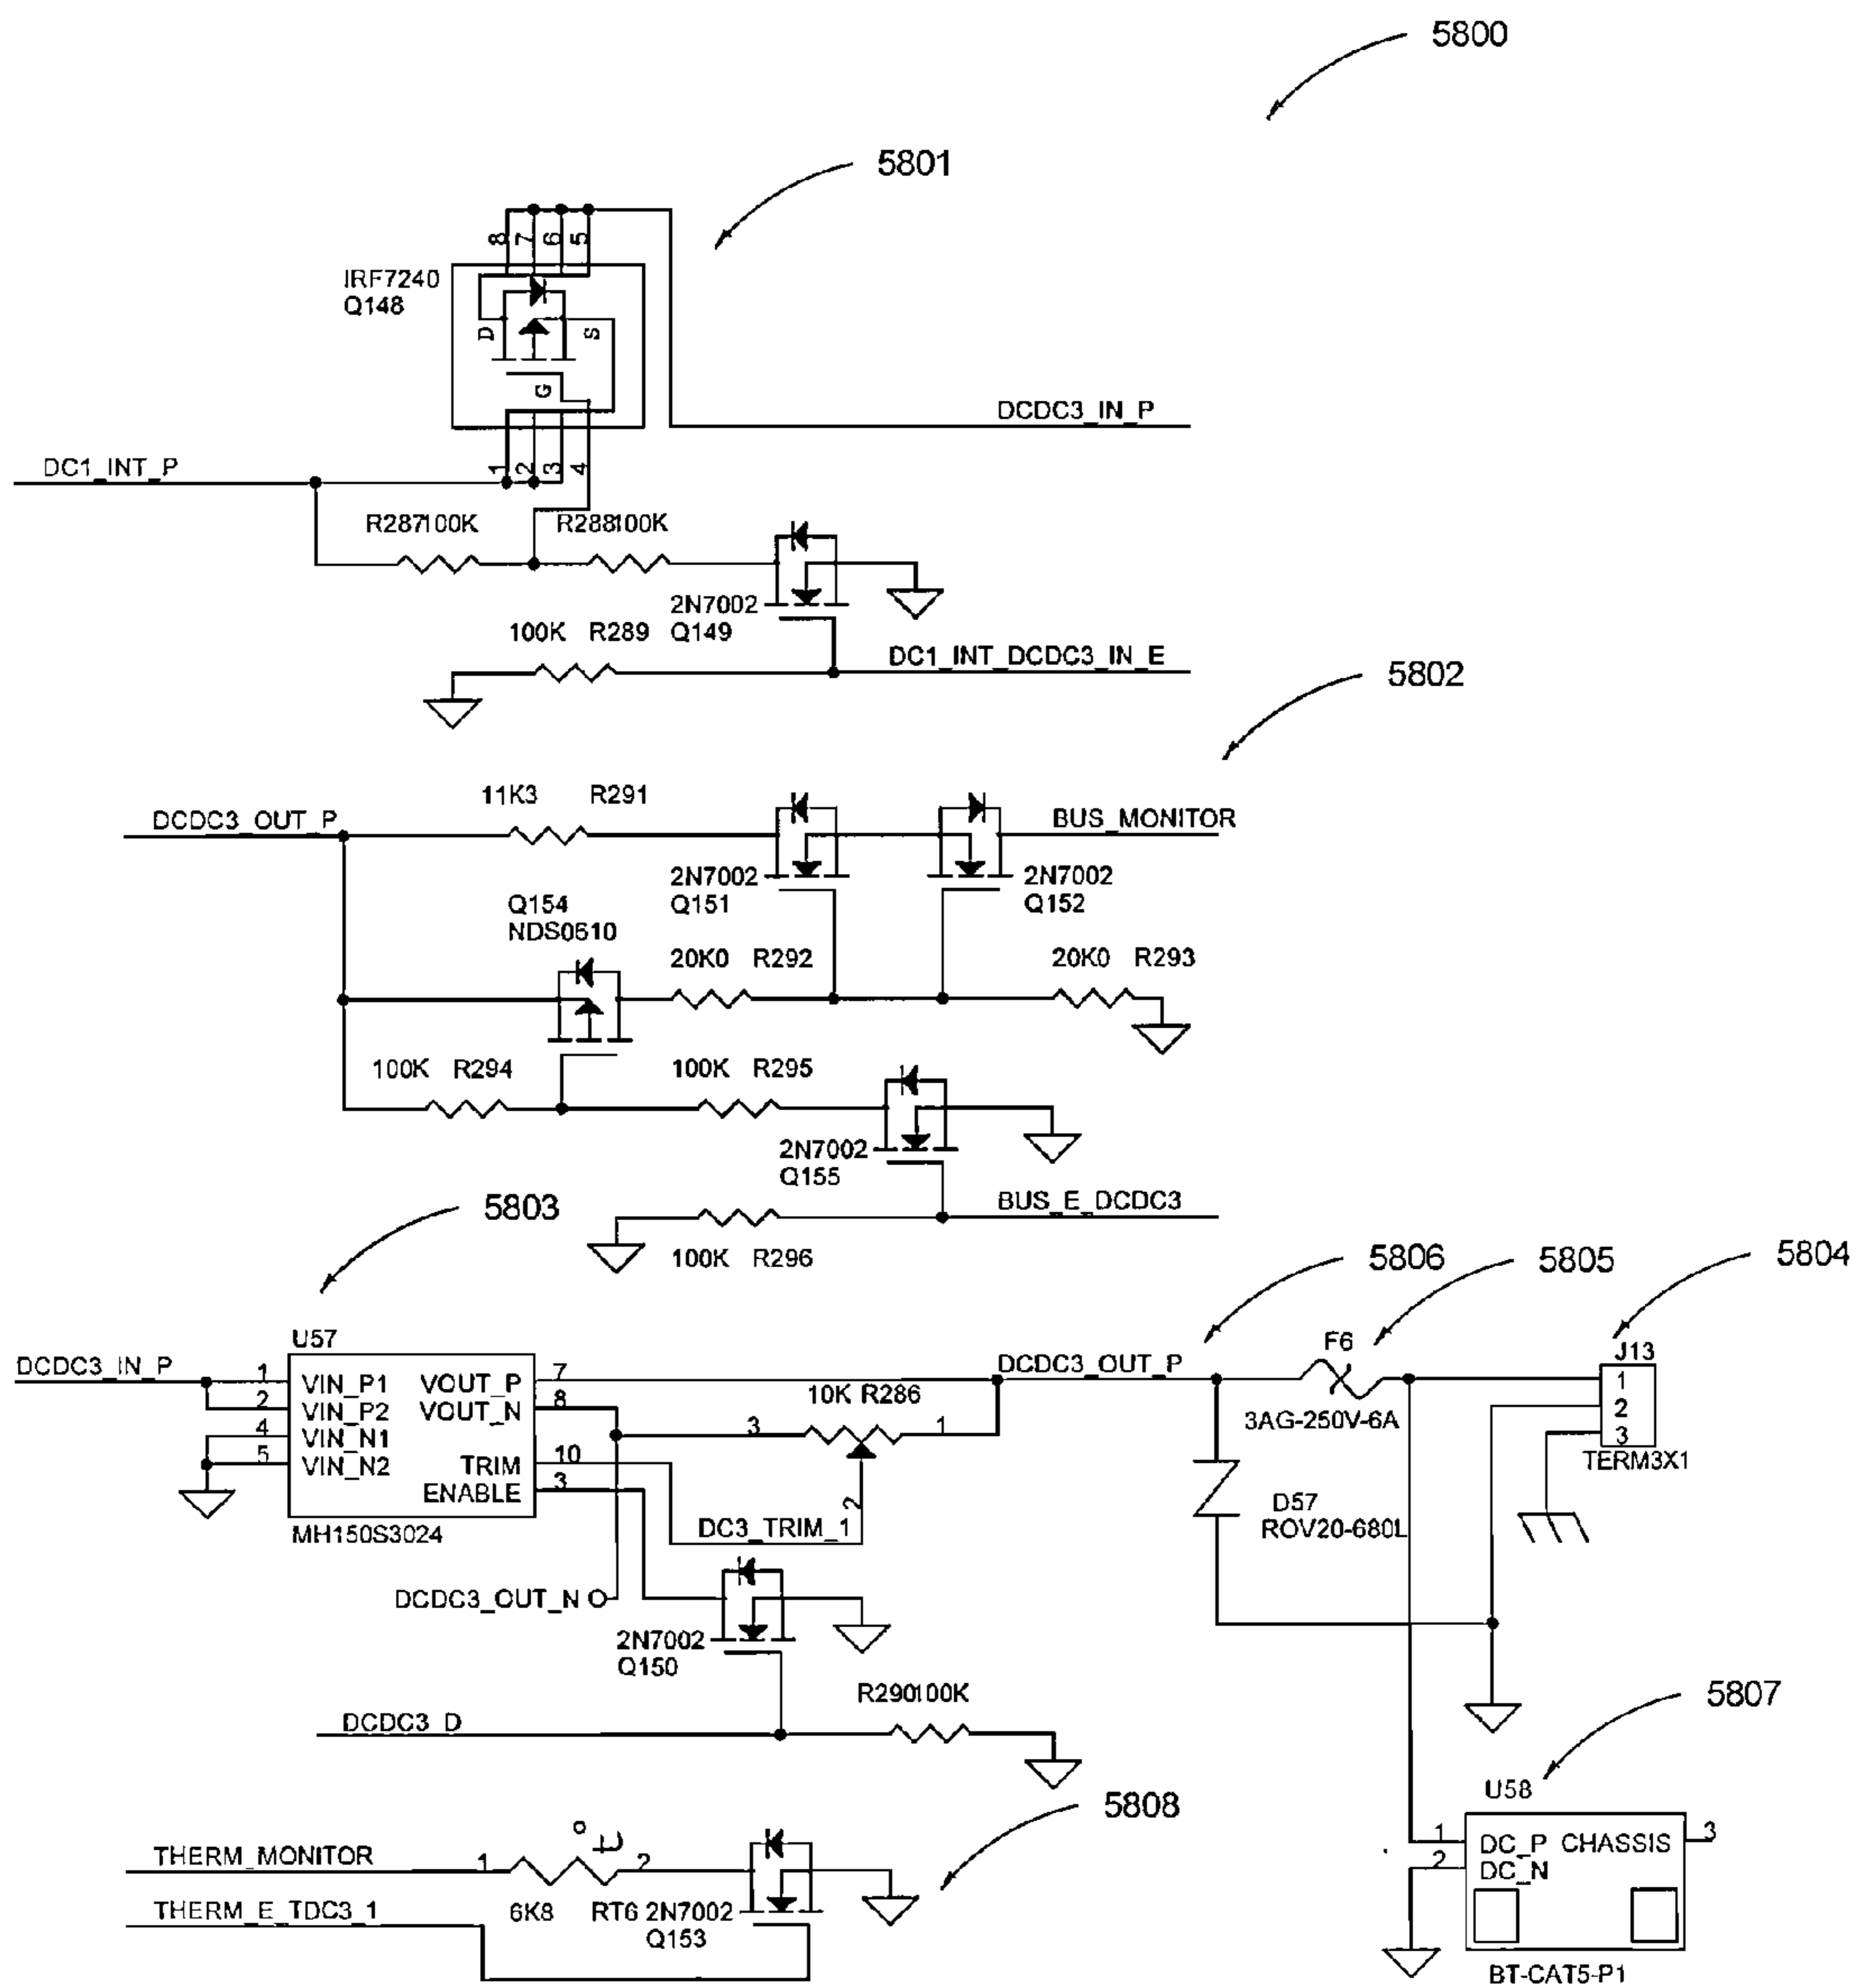 5800
5801
8 7 6 5
IRF7240
Q148
D S
G
DCDC3_IN_P
DC1_INT_P
1 2 3 4
R287100K R288100K
2N7002
Q149
100K R289
DC1_INT_DCDC3_IN_E
5802
11K3 R291
DCDC3_OUT_P
BUS_MONITOR
2N7002
Q151
2N7002
Q152
Q154
NDS0610
20K0 R292
20K0 R293
100K R294
100K R295
2N7002
Q155
BUS_E_DCDC3
100K R296
5803
5806
5805
5804
U57
F6
J13
DCDC3_IN_P
1 VIN_P1 VOUT_P 7
2 VIN_P2 VOUT_N 8
4 VIN_N1
5 VIN_N2 TRIM 10
ENABLE 3
MH150S3024
DCDC3_OUT_P
10K R286
3 1
2
DC3_TRIM_1
3AG-250V-6A
1
2
3
TERM3X1
D57
ROV20-680L
DCDC3_OUT_N
2N7002
Q150
R290100K
DCDC3_D
5807
U58
5808
THERM_MONITOR
1 2
t°
6K8 RT6
2N7002
Q153
THERM_E_TDC3_1
1 DC_P CHASSIS 3
2 DC_N
BT-CAT5-P1